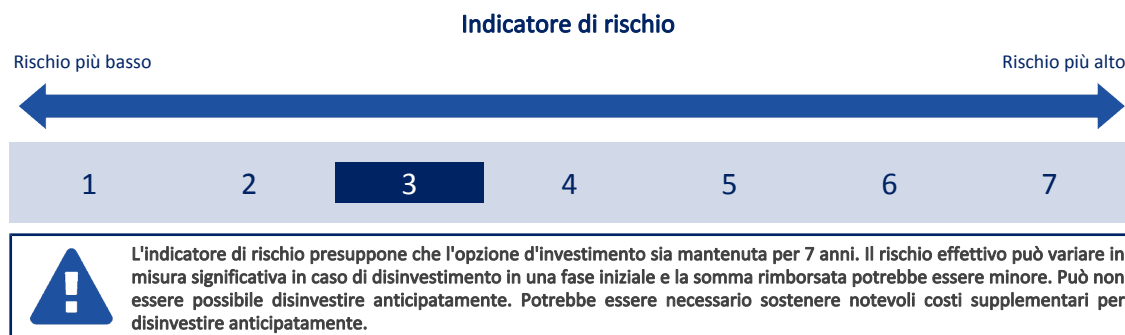 Indicatore di rischio
Rischio più basso
Rischio più alto
1 2 3 4 5 6 7
L'indicatore di rischio presuppone che l'opzione d'investimento sia mantenuta per 7 anni. Il rischio effettivo può variare in
misura significativa in caso di disinvestimento in una fase iniziale e la somma rimborsata potrebbe essere minore. Può non
essere possibile disinvestire anticipatamente. Potrebbe essere necessario sostenere notevoli costi supplementari per
disinvestire anticipatamente.